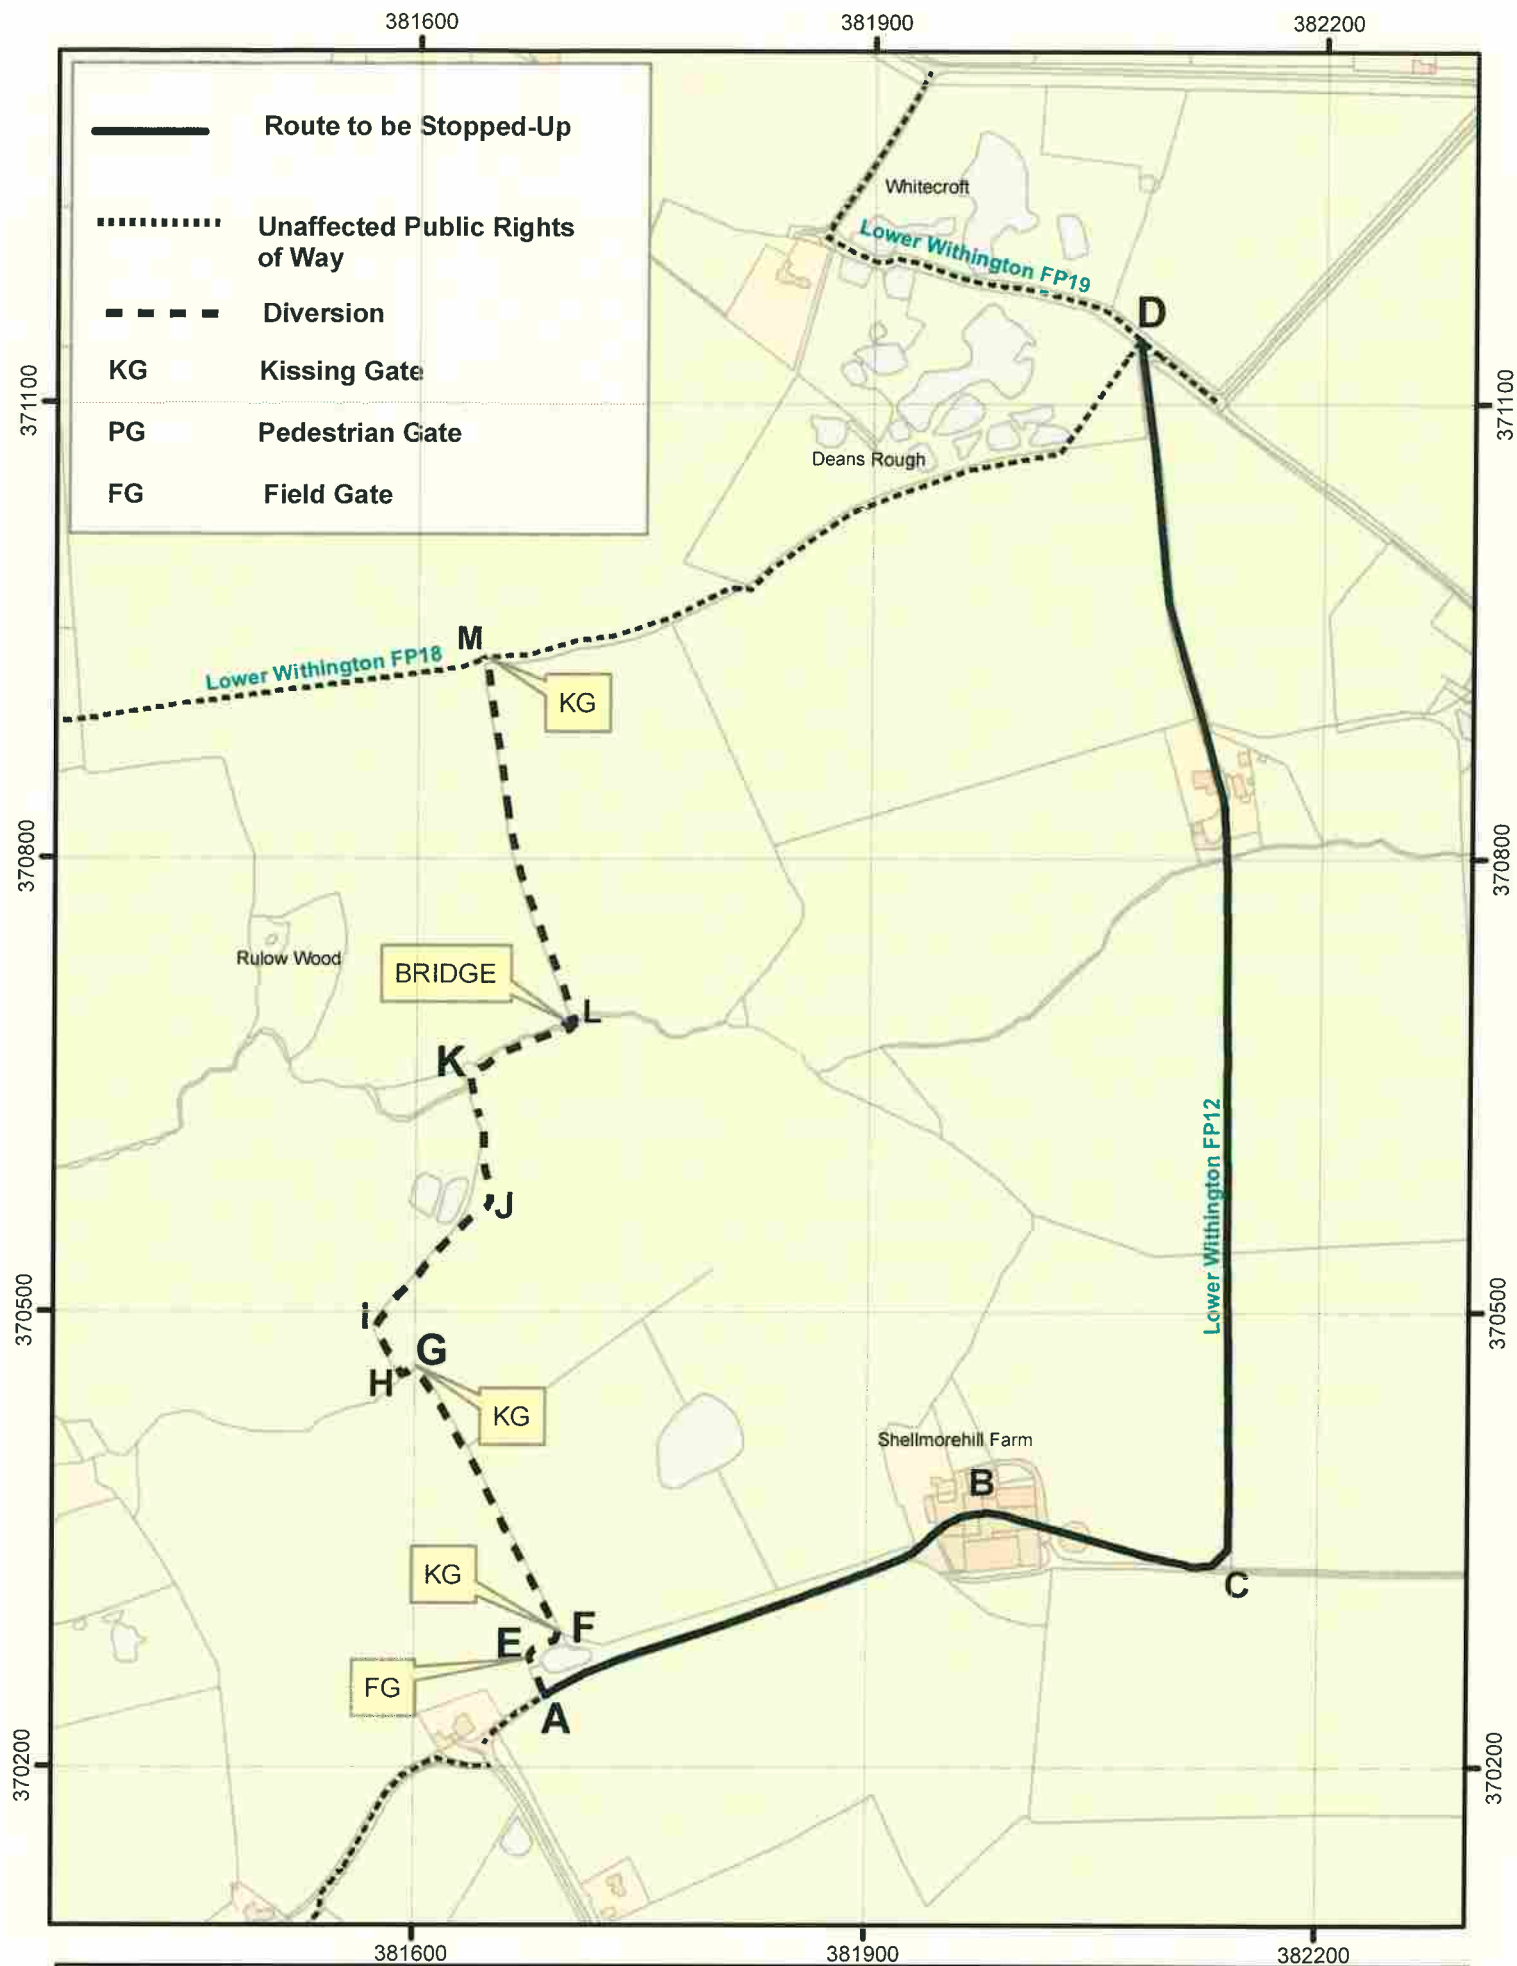 381600
381900
382200
Route to be Stopped-Up
Unaffected Public Rights
of Way
Diversion
KG
Kissing Gate
PG
Pedestrian Gate
FG
Field Gate
Whitecroft
Lower Withington FP19
D
371100
371100
Deans Rough
M
Lower Withington FP18
KG
370800
370800
Rulow Wood
BRIDGE
L
K
Lower Withington FP12
J
I
370500
370500
G
H
KG
Shellmorehill Farm
B
KG
C
F
E
FG
A
370200
370200
381600
381900
382200